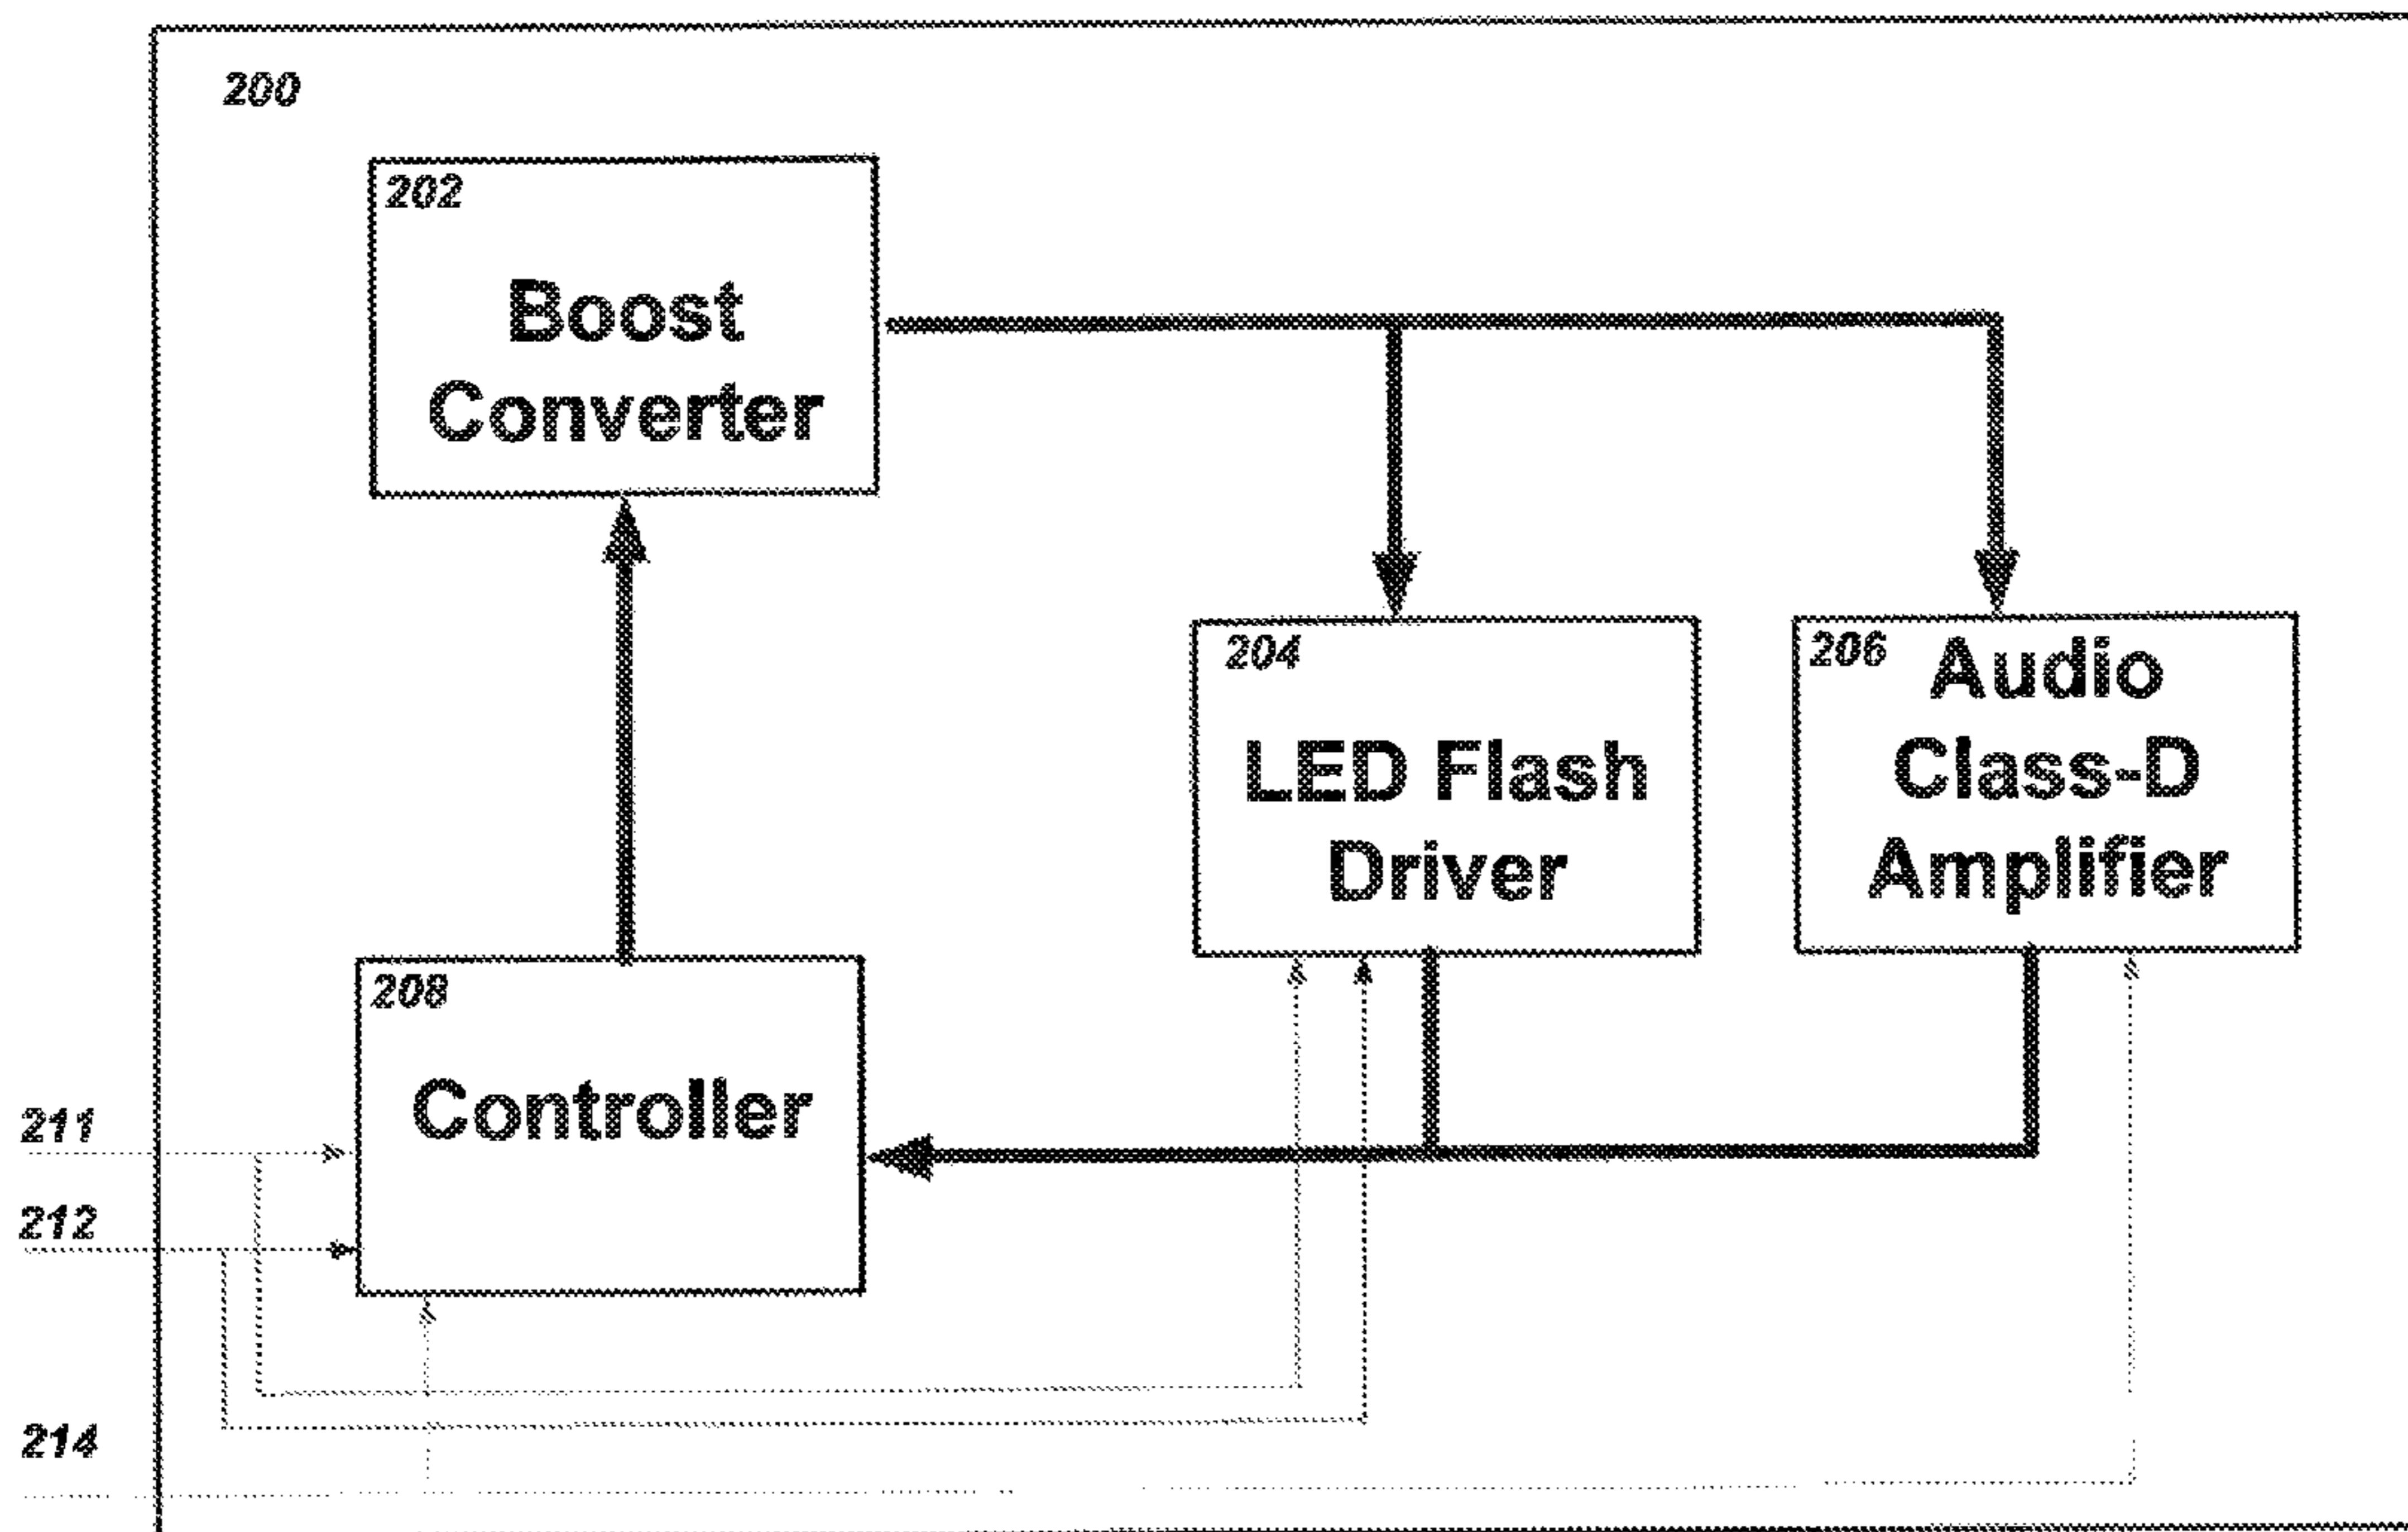 200
202
Boost
Converter
204
LED Flash
Driver
206
Audio
Class-D
Amplifier
208
Controller
211
212
214